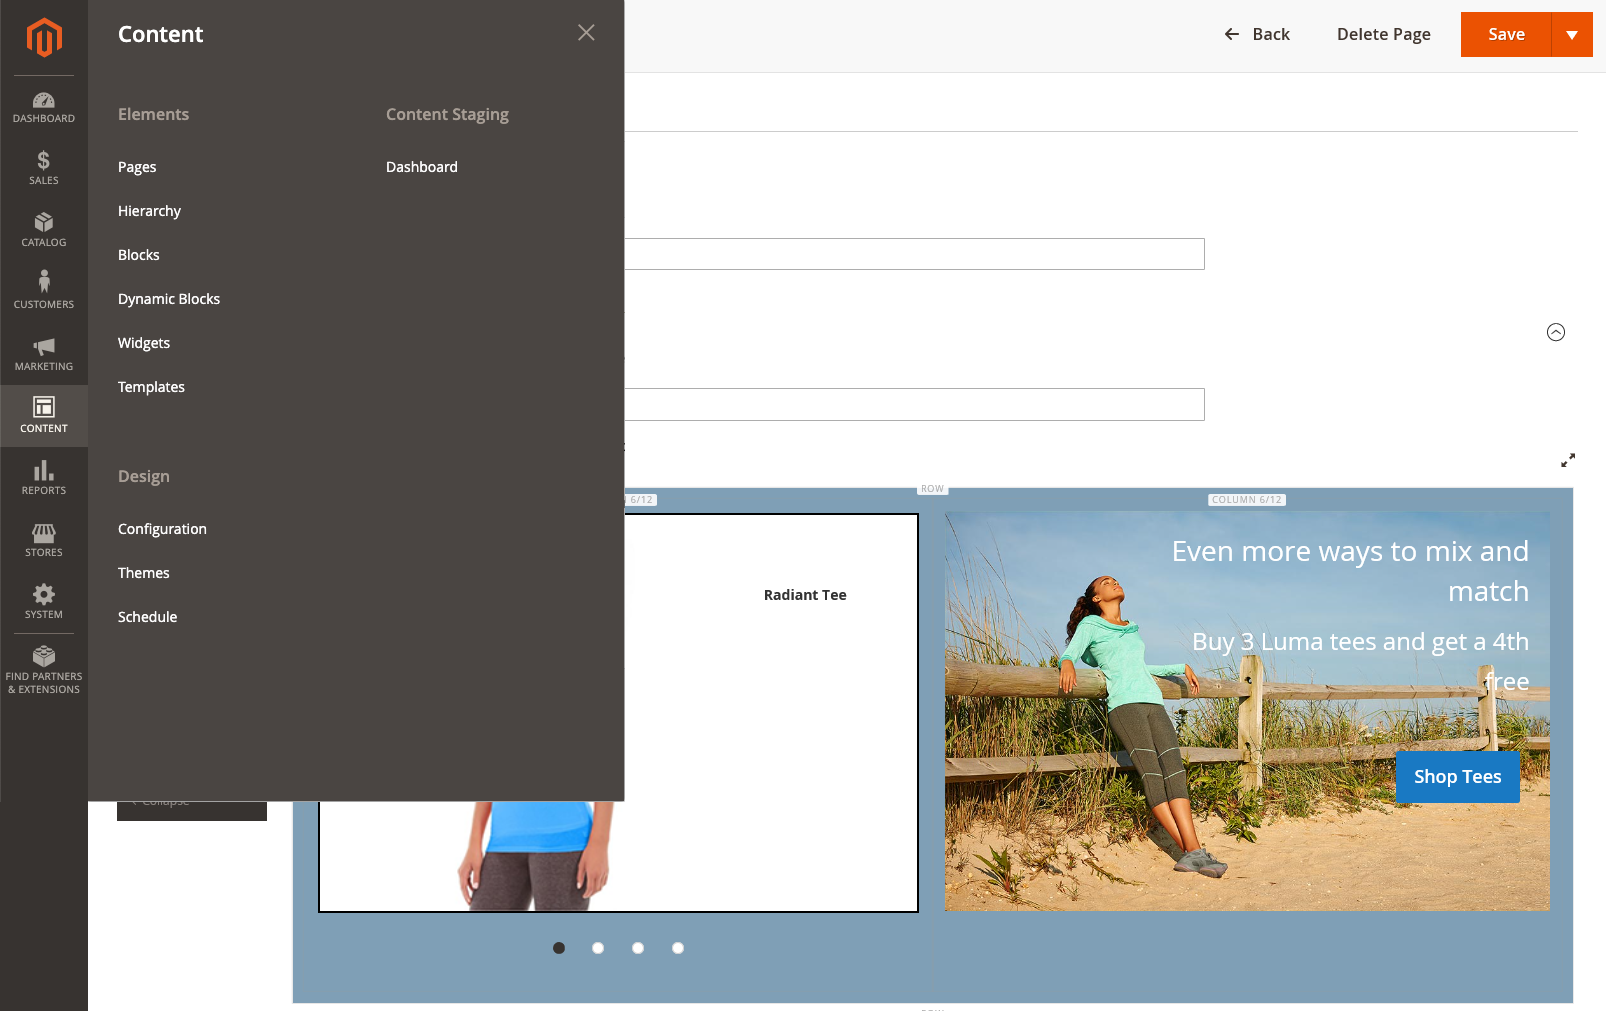 Content
Back
Delete Page
Save
DASHBOARD
SALES
CATALOG
CUSTOMERS
MARKETING
CONTENT
REPORTS
STORES
SYSTEM
FIND PARTNERS
& EXTENSIONS
Elements
Pages
Hierarchy
Blocks
Dynamic Blocks
Widgets
Templates
Content Staging
Dashboard
Design
Configuration
Themes
Schedule
Collapse
ROW
6/12
COLUMN 6/12
Radiant Tee
Even more ways to mix and
match
Buy 3 Luma tees and get a 4th
free
Shop Tees